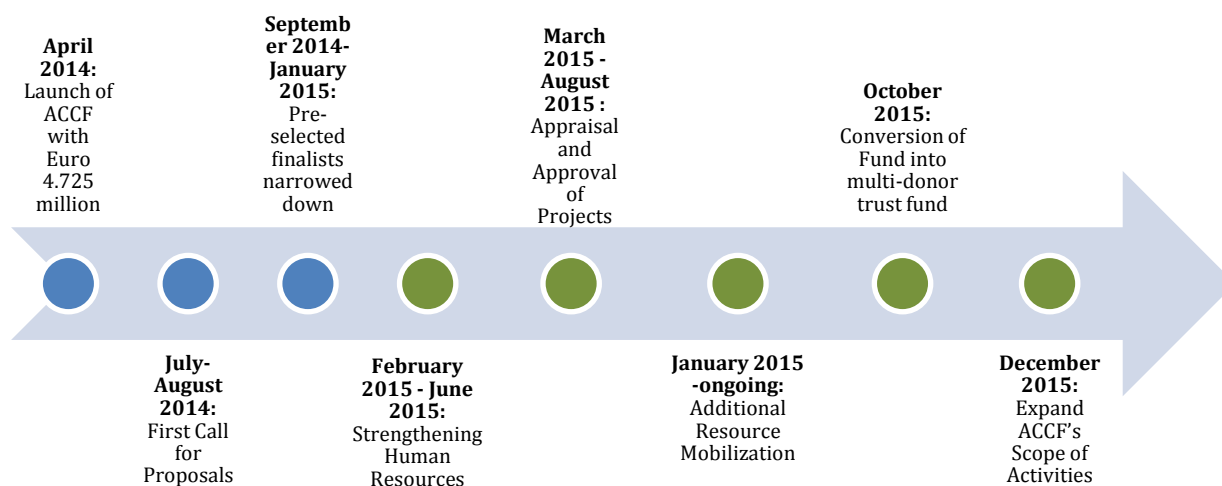 April
2014:
Launch of
ACCF
with
Euro
4.725
million
July-
August
2014:
First Call
for
Proposals
Septemb
er 2014-
January
2015:
Pre-
selected
finalists
narrowed
down
February
2015 - June
2015:
Strengthening
Human
Resources
March
2015 -
August
2015 :
Appraisal
and
Approval
of
Projects
January 2015
-ongoing:
Additional
Resource
Mobilization
October
2015:
Conversion of
Fund into
multi-donor
trust fund
December
2015:
Expand
ACCF's
Scope of
Activities